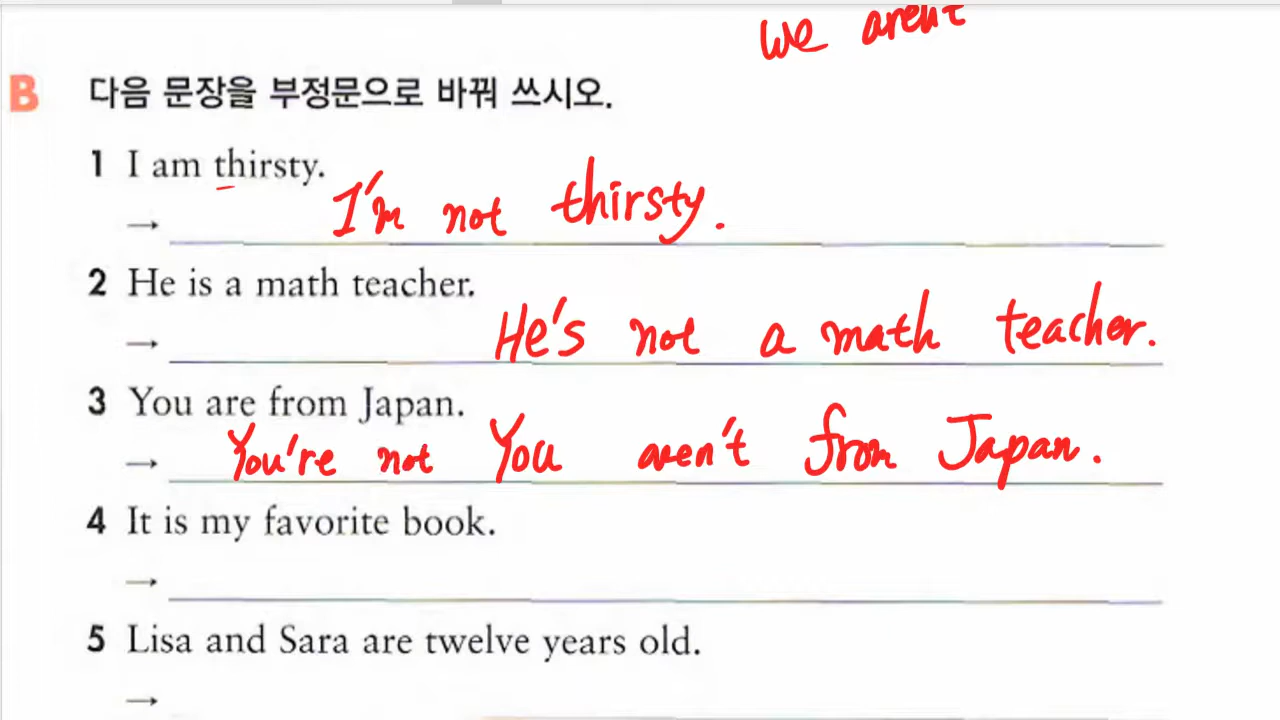 we aren't
B 다음 문장을 부정문으로 바꿔 쓰시오.
1 I am thirsty.
→ I'm not thirsty.
2 He is a math teacher.
→ He's not a math teacher.
3 You are from Japan.
→ You're not You aren't from Japan.
4 It is my favorite book.
→
5 Lisa and Sara are twelve years old.
→